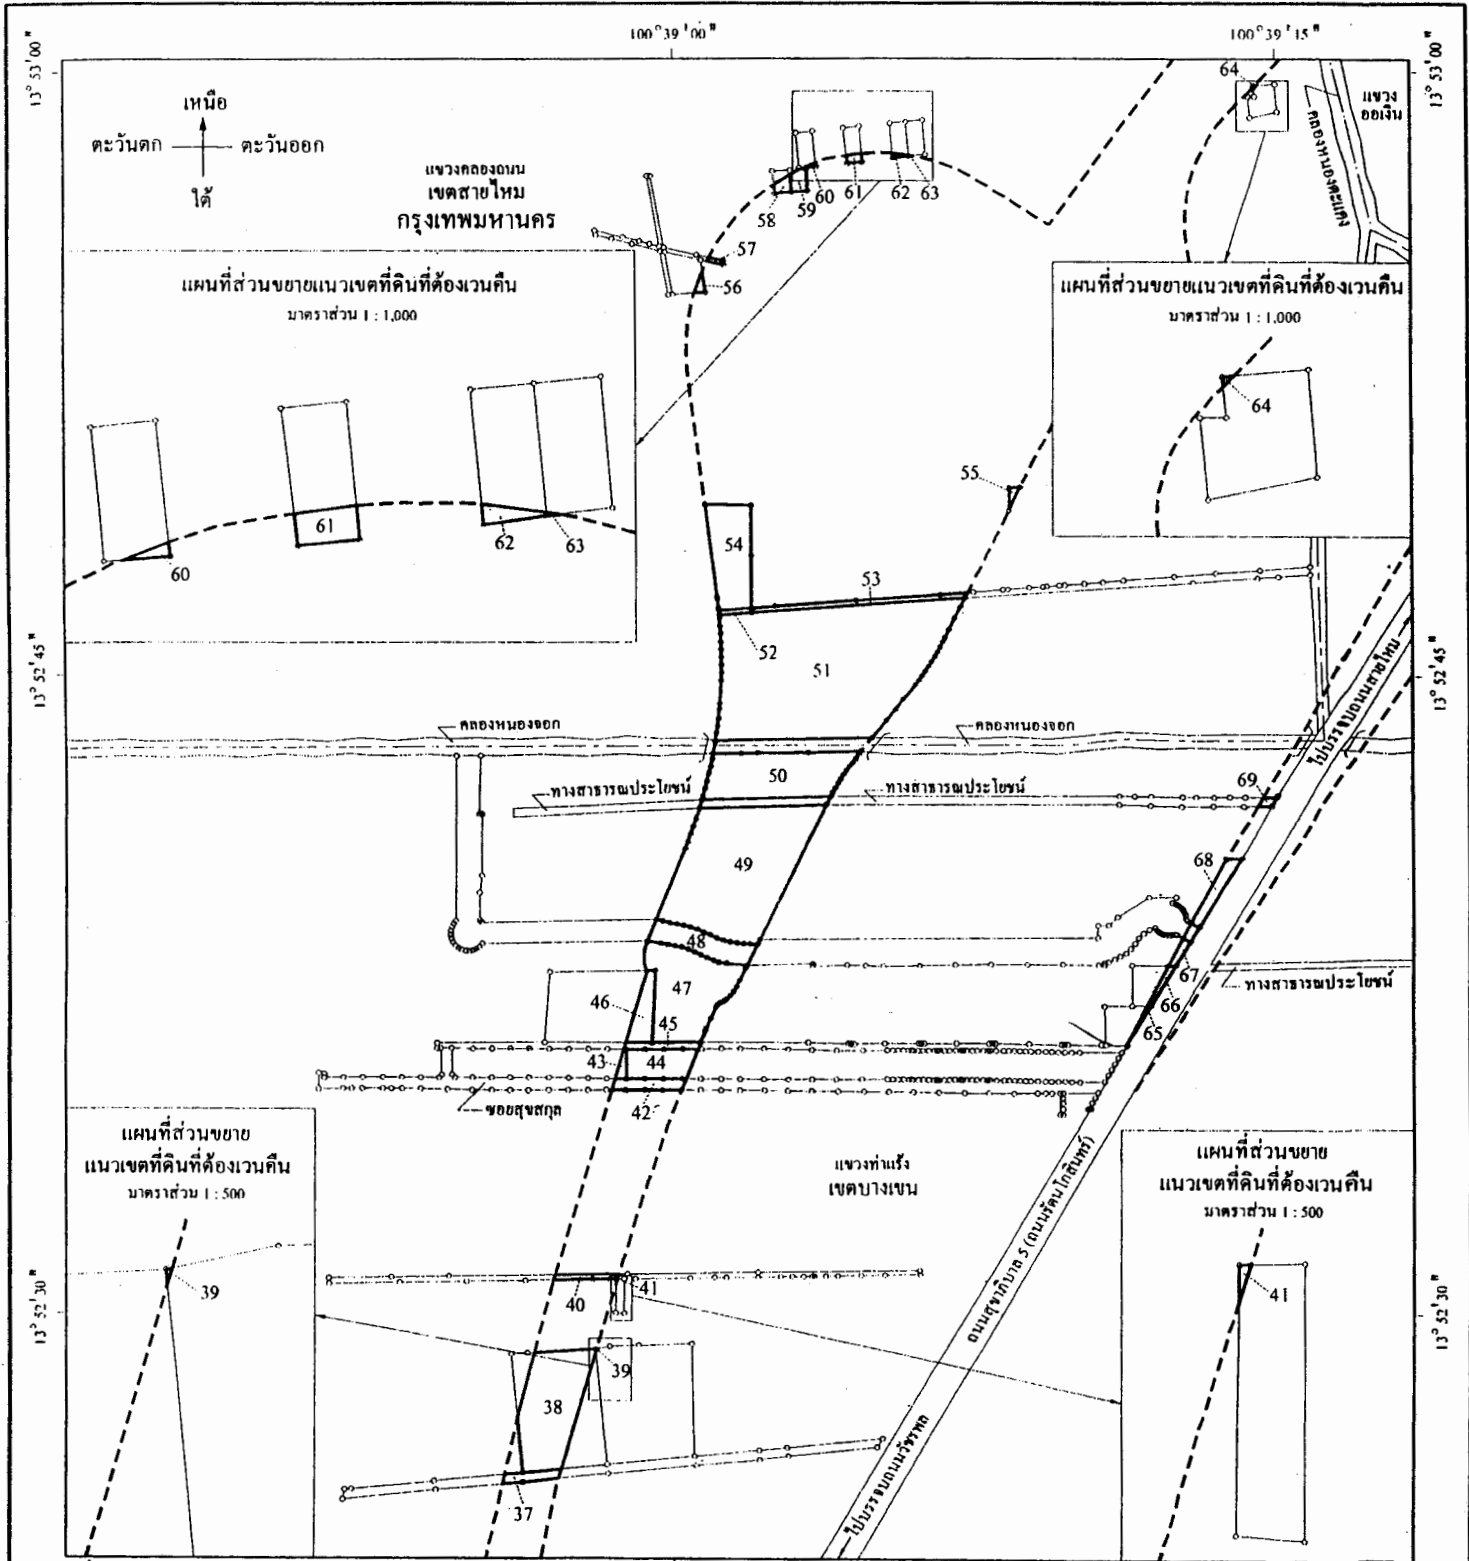 100°39'00"
100°39'15"
13°53'00"
13°53'00"
เหนือ
ตะวันตก
ตะวันออก
ใต้
แขวงคลองถนน
เขตสายไหม
กรุงเทพมหานคร
64
แขวง
ออเงิน
คลองหนองตะแคง
58
59
60
61
62
63
57
56
แผนที่ส่วนขยายแนวเขตที่ดินที่ต้องเวนคืน
มาตราส่วน 1 : 1,000
60
61
62
63
แผนที่ส่วนขยายแนวเขตที่ดินที่ต้องเวนคืน
มาตราส่วน 1 : 1,000
64
55
54
53
52
51
13°52'45"
13°52'45"
ไปบรรจบถนนสายไหม
คลองหนองจอก
คลองหนองจอก
50
ทางสาธารณประโยชน์
ทางสาธารณประโยชน์
69
49
68
48
67
66
65
ทางสาธารณประโยชน์
47
46
45
44
43
42
ซอยสุขสกุล
แขวงท่าแร้ง
เขตบางเขน
ถนนสุขาภิบาล 5 (ถนนรัตนโกสินทร์)
แผนที่ส่วนขยาย
แนวเขตที่ดินที่ต้องเวนคืน
มาตราส่วน 1 : 500
39
แผนที่ส่วนขยาย
แนวเขตที่ดินที่ต้องเวนคืน
มาตราส่วน 1 : 500
41
40
41
13°52'30"
13°52'30"
39
38
37
ไปบรรจบถนนวัชรพล